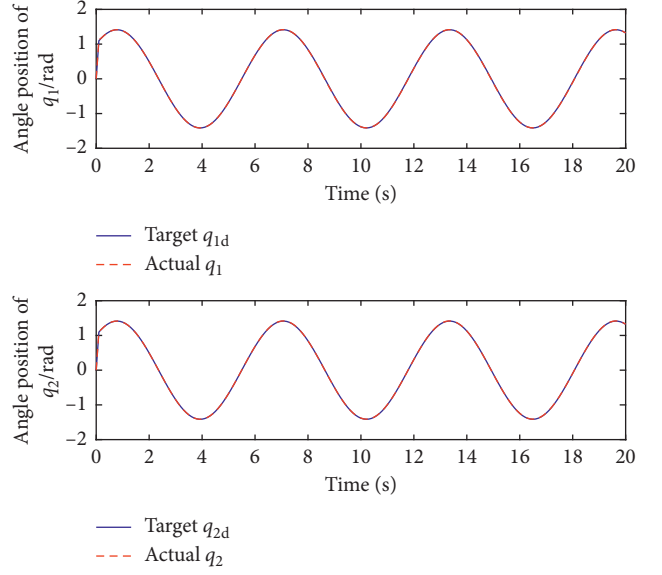 2
1
0
−1
−2
Angle position of
q1/rad
0 2 4 6 8 10 12 14 16 18 20
Time (s)
Target q1d
Actual q1
2
1
0
−1
−2
Angle position of
q2/rad
0 2 4 6 8 10 12 14 16 18 20
Time (s)
Target q2d
Actual q2